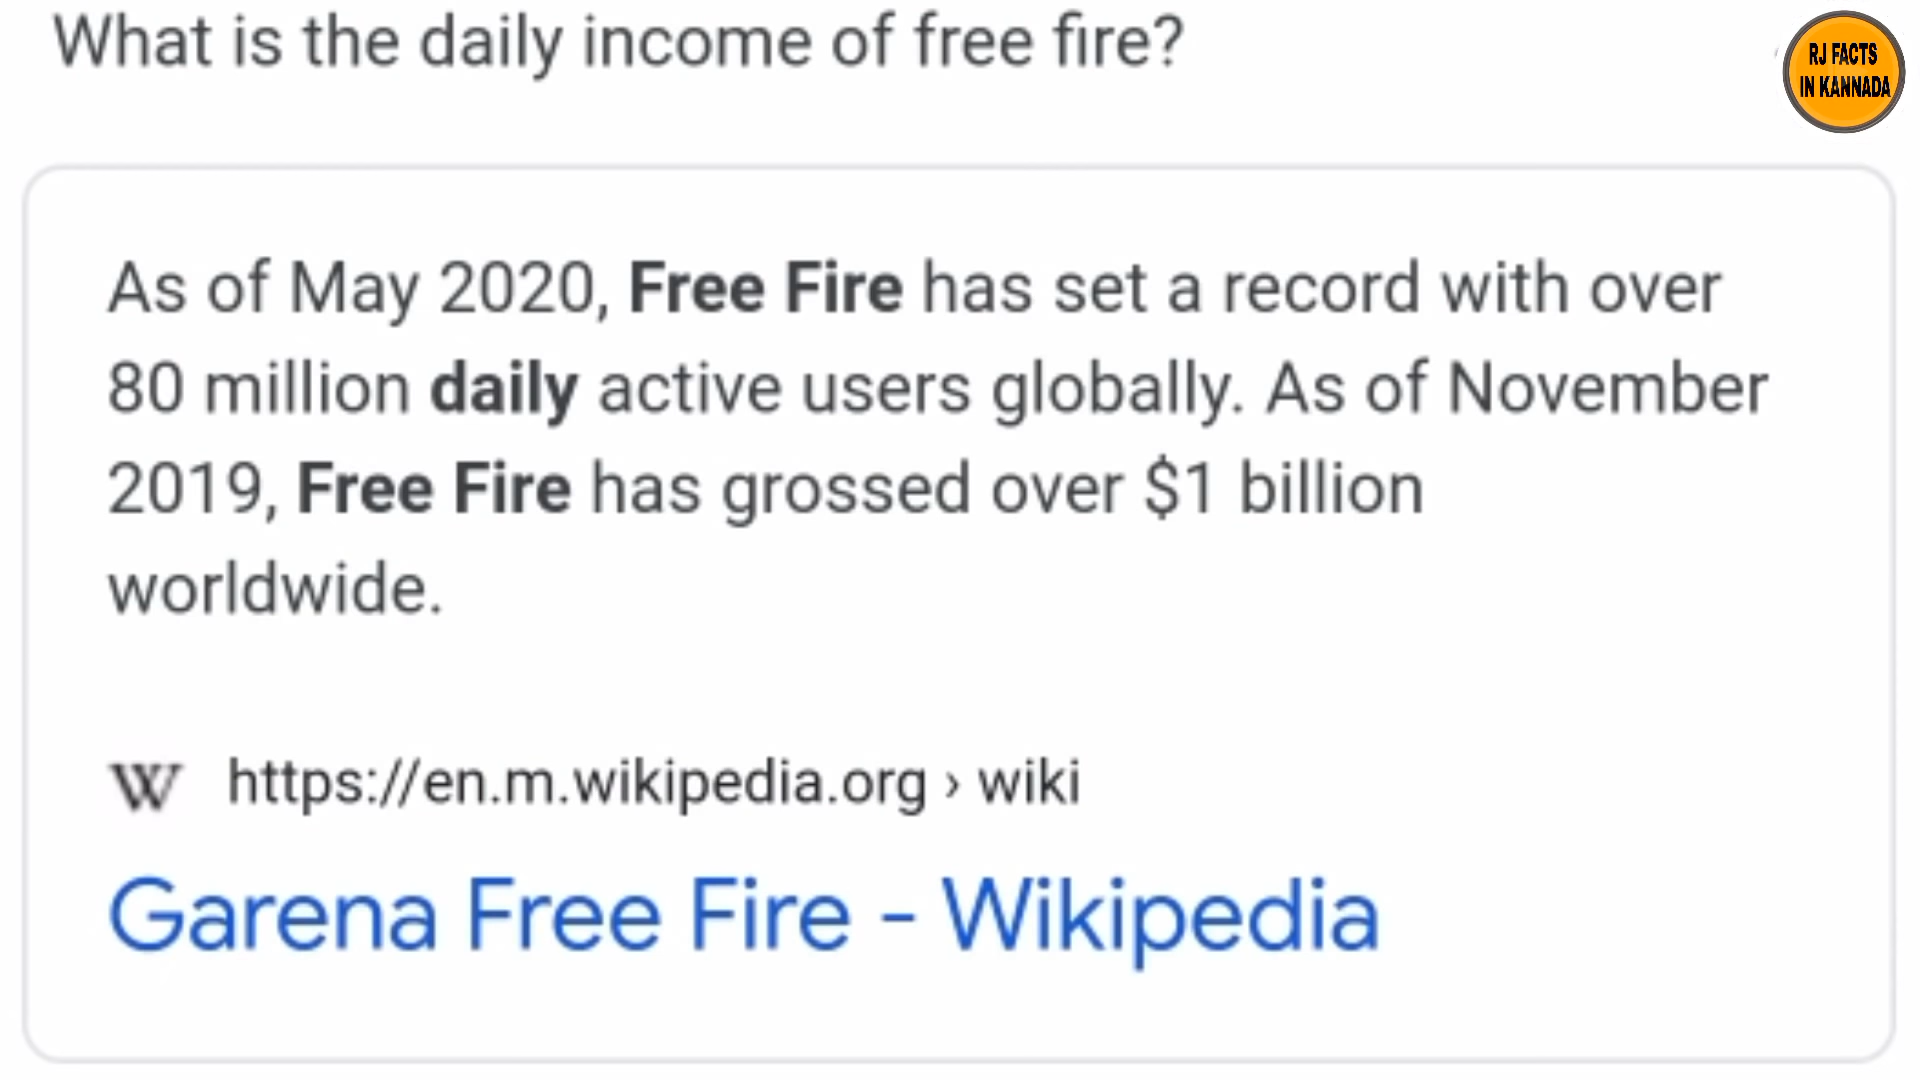 What is the daily income of free fire?
RJ FACTS
IN KANNADA
As of May 2020, Free Fire has set a record with over
80 million daily active users globally. As of November
2019, Free Fire has grossed over $1 billion
worldwide.
W https://en.m.wikipedia.org › wiki
Garena Free Fire - Wikipedia